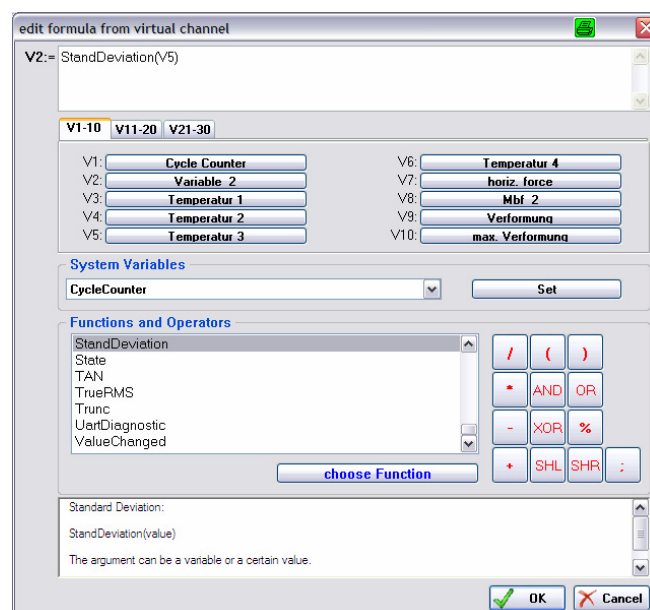 edit formula from virtual channel
V2:= StandDeviation(V5)
V1-10 V11-20 V21-30
V1: Cycle Counter V6: Temperatur 4
V2: Variable 2 V7: horiz. force
V3: Temperatur 1 V8: Mbf 2
V4: Temperatur 2 V9: Verformung
V5: Temperatur 3 V10: max. Verformung
System Variables
CycleCounter Set
Functions and Operators
StandDeviation
State
TAN
TrueRMS
Trunc
UartDiagnostic
ValueChanged
/ ( )
* AND OR
- XOR %
+ SHL SHR ;
choose Function
Standard Deviation:
StandDeviation(value)
The argument can be a variable or a certain value.
OK Cancel